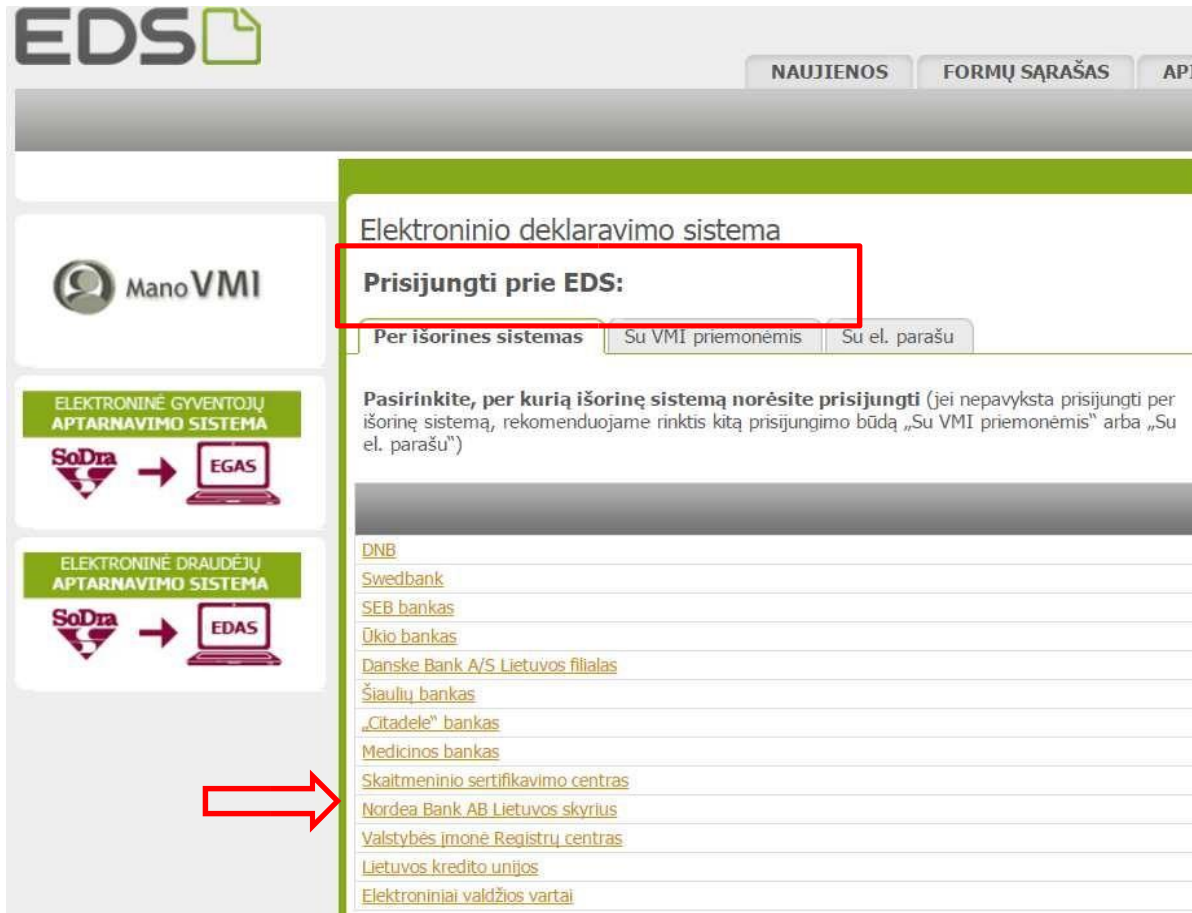 EDS
NAUJIENOS
FORMŲ SĄRAŠAS
Elektroninio deklaravimo sistema
Prisijungti prie EDS:
Per išorines sistemas
Su VMI priemonėmis
Su el. parašu
Pasirinkite, per kurią išorinę sistemą norėsite prisijungti (jei nepavyksta prisijungti per
išorinę sistemą, rekomenduojame rinktis kitą prisijungimo būdą „Su VMI priemonėmis“ arba „Su
el. parašu“)
DNB
Swedbank
SEB bankas
Ūkio bankas
Danske Bank A/S Lietuvos filialas
Šiaulių bankas
„Citadele“ bankas
Medicinos bankas
Skaitmeninio sertifikavimo centras
Nordea Bank AB Lietuvos skyrius
Valstybės įmonė Registrų centras
Lietuvos kredito unijos
Elektroniniai valdžios vartai
Mano VMI
ELEKTRONINĖ GYVENTOJŲ
APTARNAVIMO SISTEMA
SoDra
EGAS
ELEKTRONINĖ DRAUDĖJŲ
APTARNAVIMO SISTEMA
SoDra
EDAS